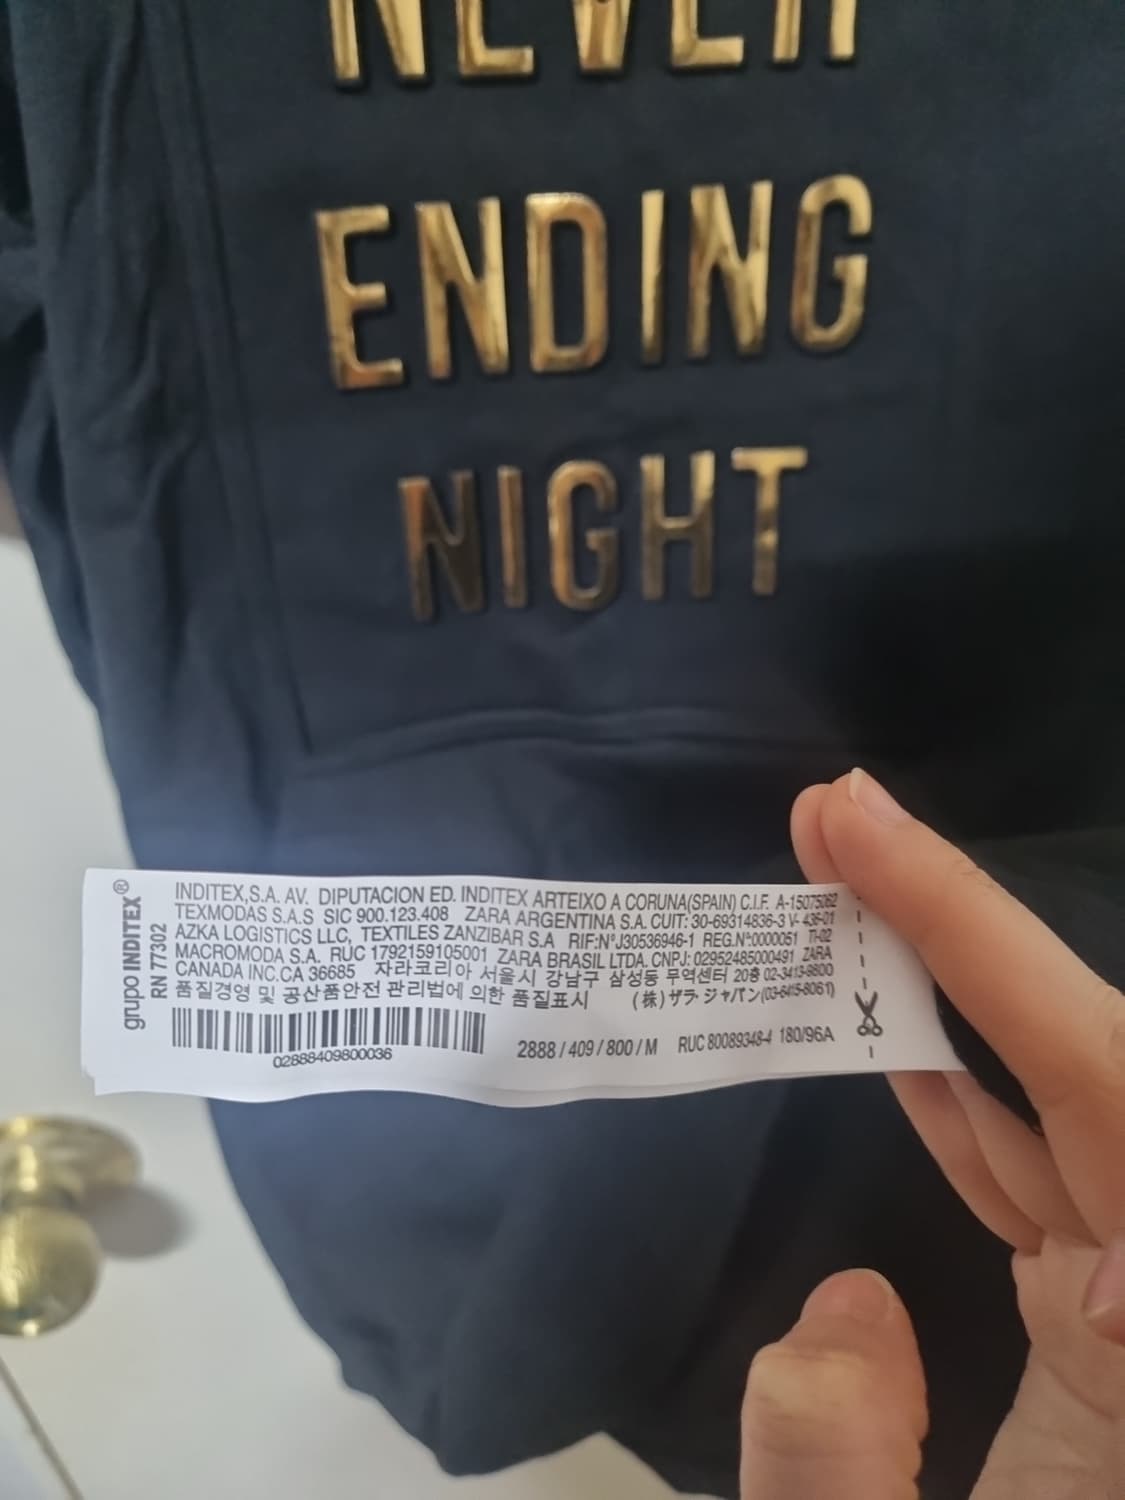 NEVER
ENDING
NIGHT
grupo INDITEX®
RN 77302
INDITEX,S.A. AV. DIPUTACION ED. INDITEX ARTEIXO A CORUNA(SPAIN) C.I.F. A-15075062
TEXMODAS S.A.S SIC 900.123.408 ZARA ARGENTINA S.A. CUIT: 30-69314836-3 V- 436-01
AZKA LOGISTICS LLC, TEXTILES ZANZIBAR S.A RIF:N°J30536946-1 REG.N°:0000051 TI-02
MACROMODA S.A. RUC 1792159105001 ZARA BRASIL LTDA. CNPJ: 02952485000491 ZARA
CANADA INC.CA 36685 자라코리아 서울시 강남구 삼성동 무역센터 20층 02-3413-9800
품질경영 및 공산품안전 관리법에 의한 품질표시 (株)ザラ・ジャパン(03-6415-8061)
02888409800036
2888 / 409 / 800 / M RUC 80089348-4 180/96A